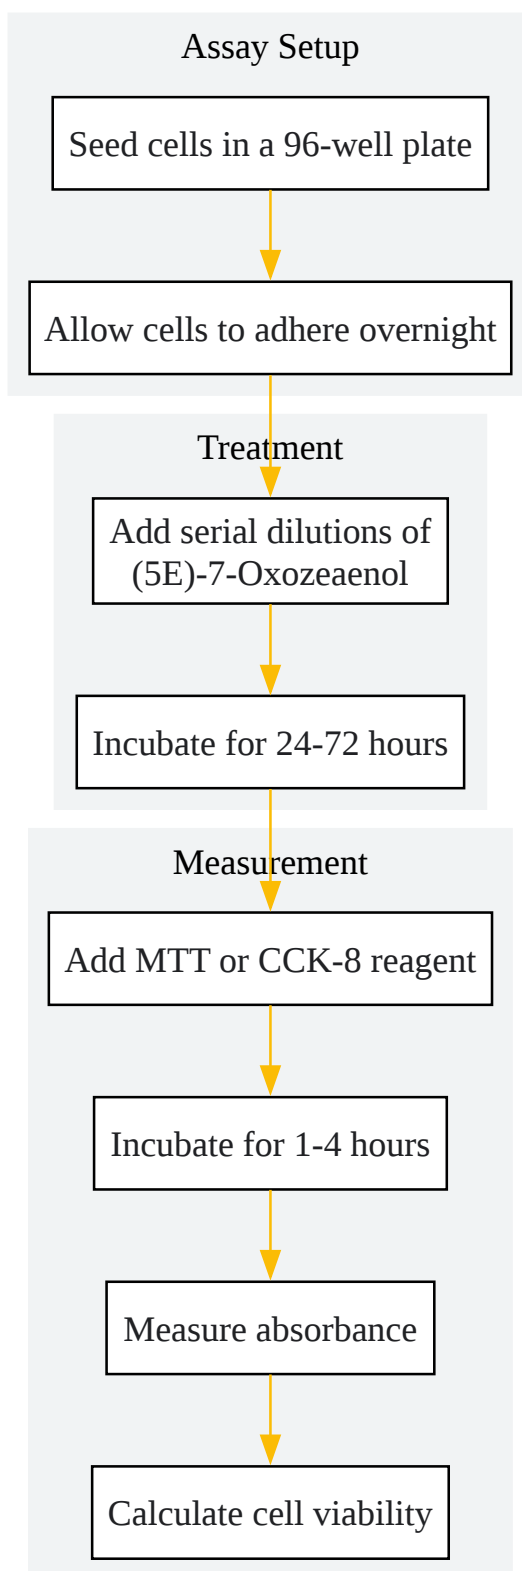 Assay Setup
Seed cells in a 96-well plate
Allow cells to adhere overnight
Treatment
Add serial dilutions of
(5E)-7-Oxozeaenol
Incubate for 24-72 hours
Measurement
Add MTT or CCK-8 reagent
Incubate for 1-4 hours
Measure absorbance
Calculate cell viability